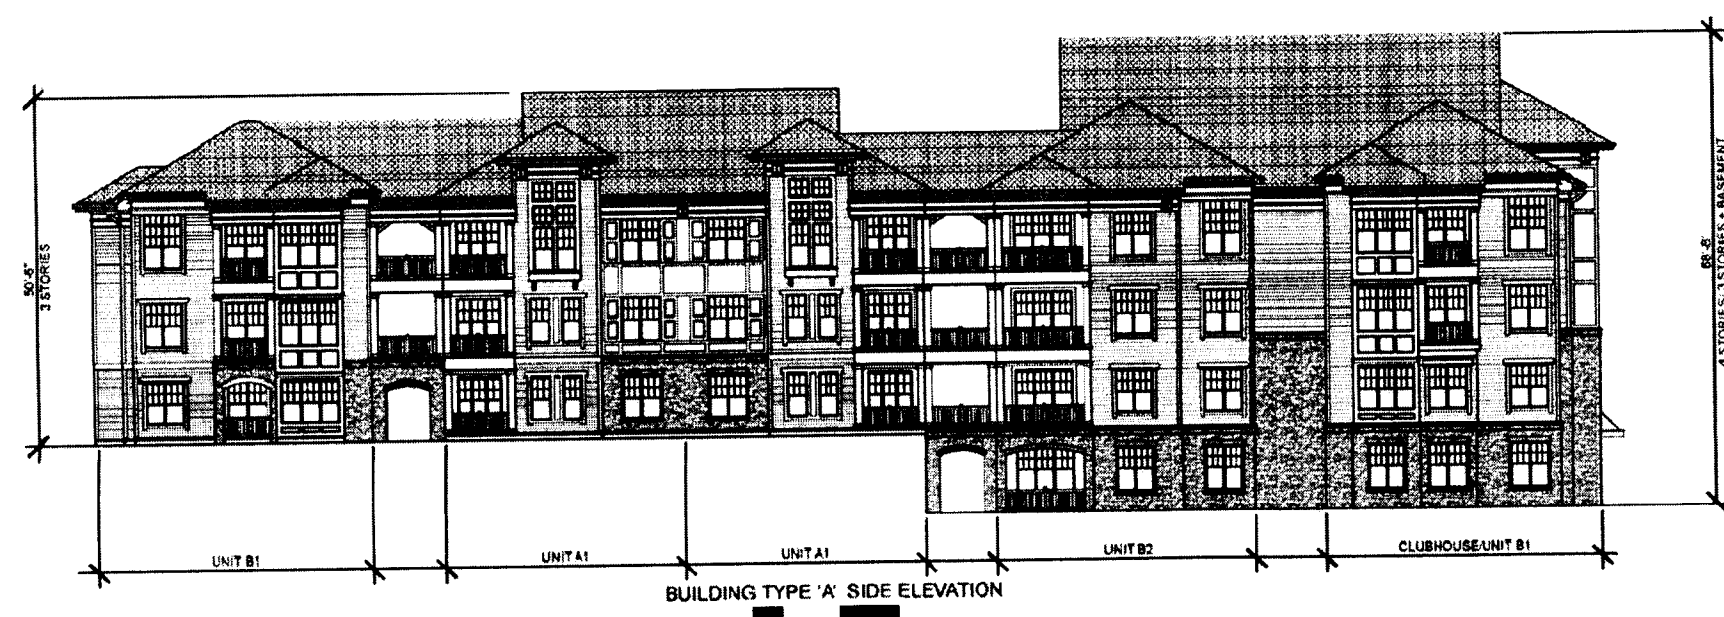 50'-8"
3 STORIES
68'-8"
4 STORIES: 3 STORIES + BASEMENT
UNIT B1
UNIT A1
UNIT A1
UNIT B2
CLUBHOUSE/UNIT B1
BUILDING TYPE 'A' SIDE ELEVATION